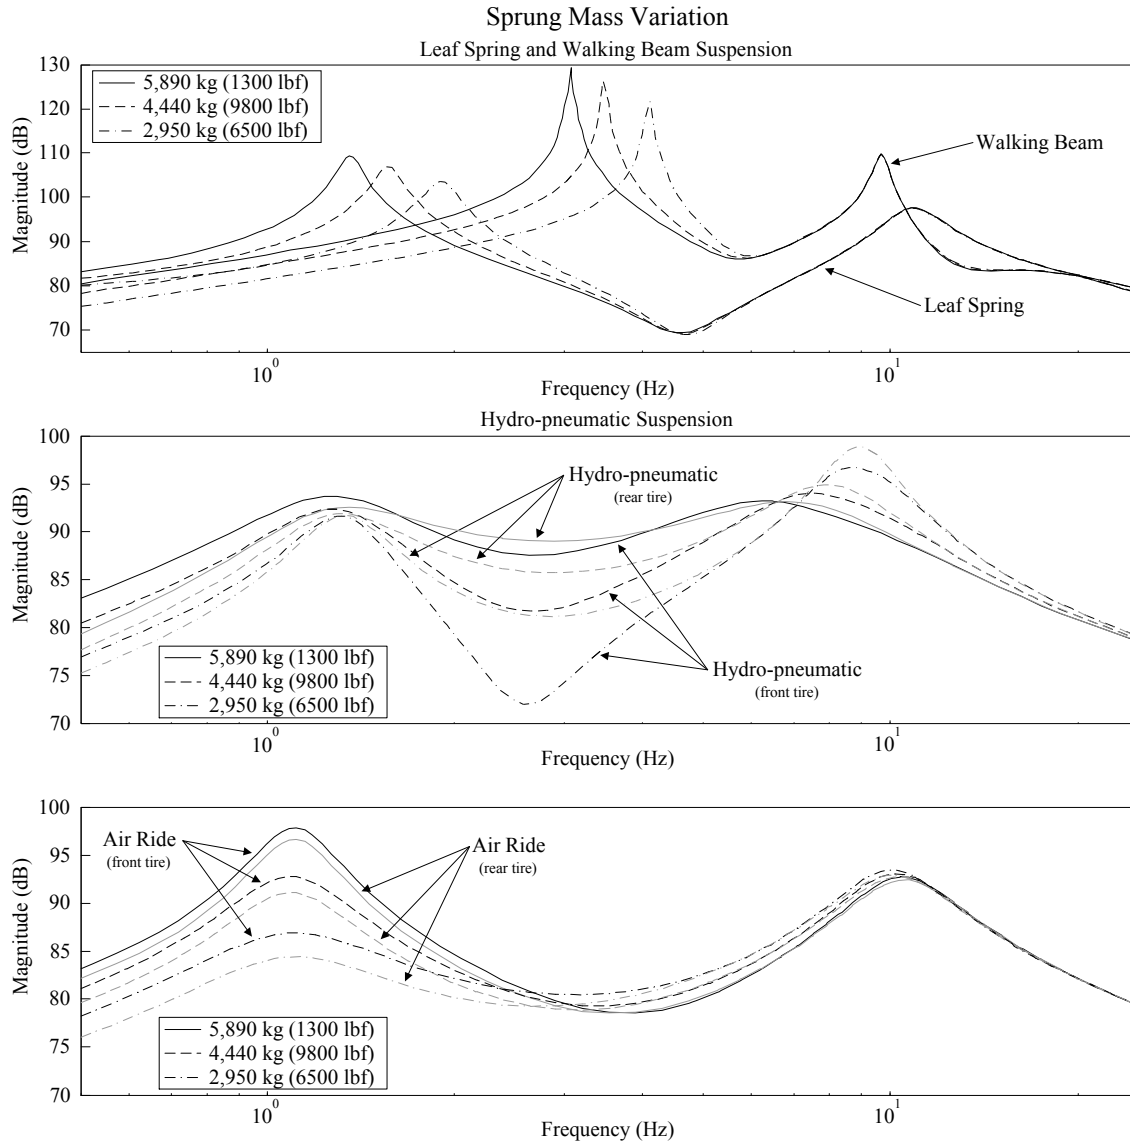 Sprung Mass Variation
Leaf Spring and Walking Beam Suspension
130
120
110
100
90
80
70
Magnitude (dB)
5,890 kg (1300 lbf)
4,440 kg (9800 lbf)
2,950 kg (6500 lbf)
Walking Beam
Leaf Spring
10^0
10^1
Frequency (Hz)
Hydro-pneumatic Suspension
100
95
90
85
80
75
70
Magnitude (dB)
Hydro-pneumatic
(rear tire)
5,890 kg (1300 lbf)
4,440 kg (9800 lbf)
2,950 kg (6500 lbf)
Hydro-pneumatic
(front tire)
10^0
10^1
Frequency (Hz)
100
95
90
85
80
75
70
Magnitude (dB)
Air Ride
(front tire)
Air Ride
(rear tire)
5,890 kg (1300 lbf)
4,440 kg (9800 lbf)
2,950 kg (6500 lbf)
10^0
10^1
Frequency (Hz)